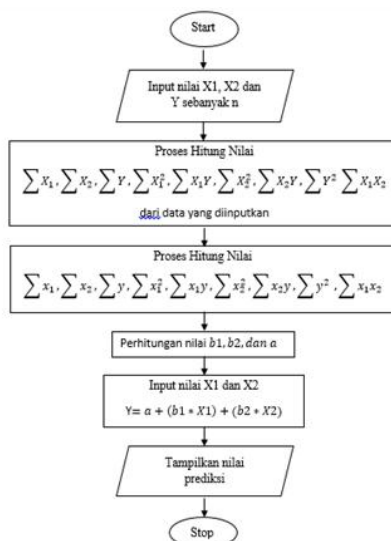 Start
Input nilai X1, X2 dan
Y sebanyak n
Proses Hitung Nilai
∑X₁, ∑X₂, ∑Y, ∑X₁², ∑X₁Y, ∑X₂², ∑X₂Y, ∑Y² ∑X₁X₂
dari data yang diinputkan
Proses Hitung Nilai
∑x₁, ∑x₂, ∑y, ∑x₁², ∑x₁y, ∑x₂², ∑x₂y, ∑y², ∑x₁x₂
Perhitungan nilai b1, b2, dan a
Input nilai X1 dan X2
Y= a + (b1 * X1) + (b2 * X2)
Tampilkan nilai
prediksi
Stop